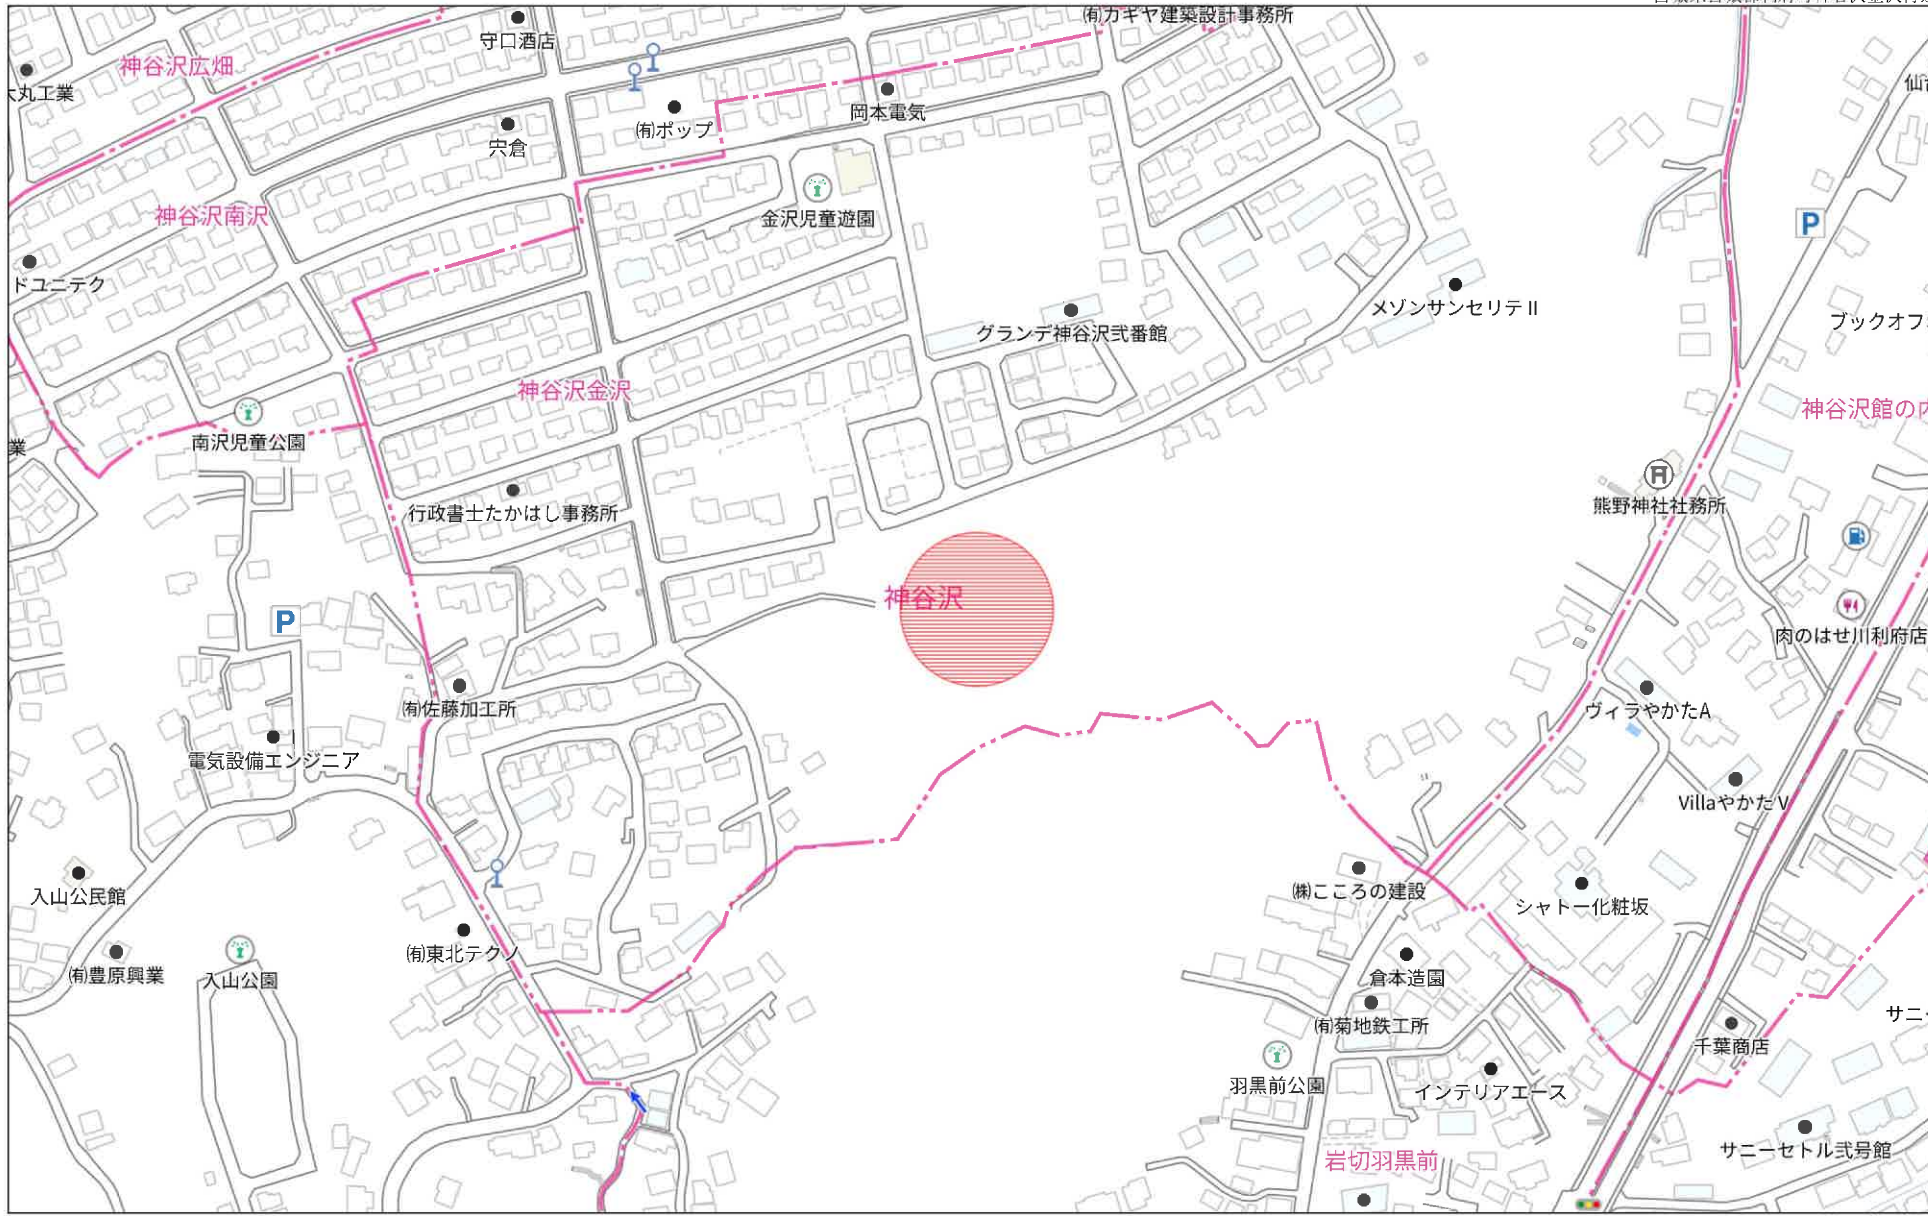 ㈲カギヤ建築設計事務所
守口酒店
神谷沢広畑
丸工業
仙台
㈲ポップ
岡本電気
宍倉
神谷沢南沢
金沢児童遊園
P
ドユニテク
メゾンサンセリテⅡ
ブックオフ
グランデ神谷沢弐番館
神谷沢金沢
神谷沢館の内
南沢児童公園
業
熊野神社社務所
行政書士たかはし事務所
神谷沢
P
肉のはせ川利府店
㈲佐藤加工所
ヴィラやかたA
電気設備エンジニア
VillaやかたⅤ
入山公民館
㈱こころの建設
シャトー化粧坂
㈲東北テクノ
㈲豊原興業
入山公園
倉本造園
㈲菊地鉄工所
サニー
千葉商店
羽黒前公園
インテリアエース
サニーセトル弐号館
岩切羽黒前